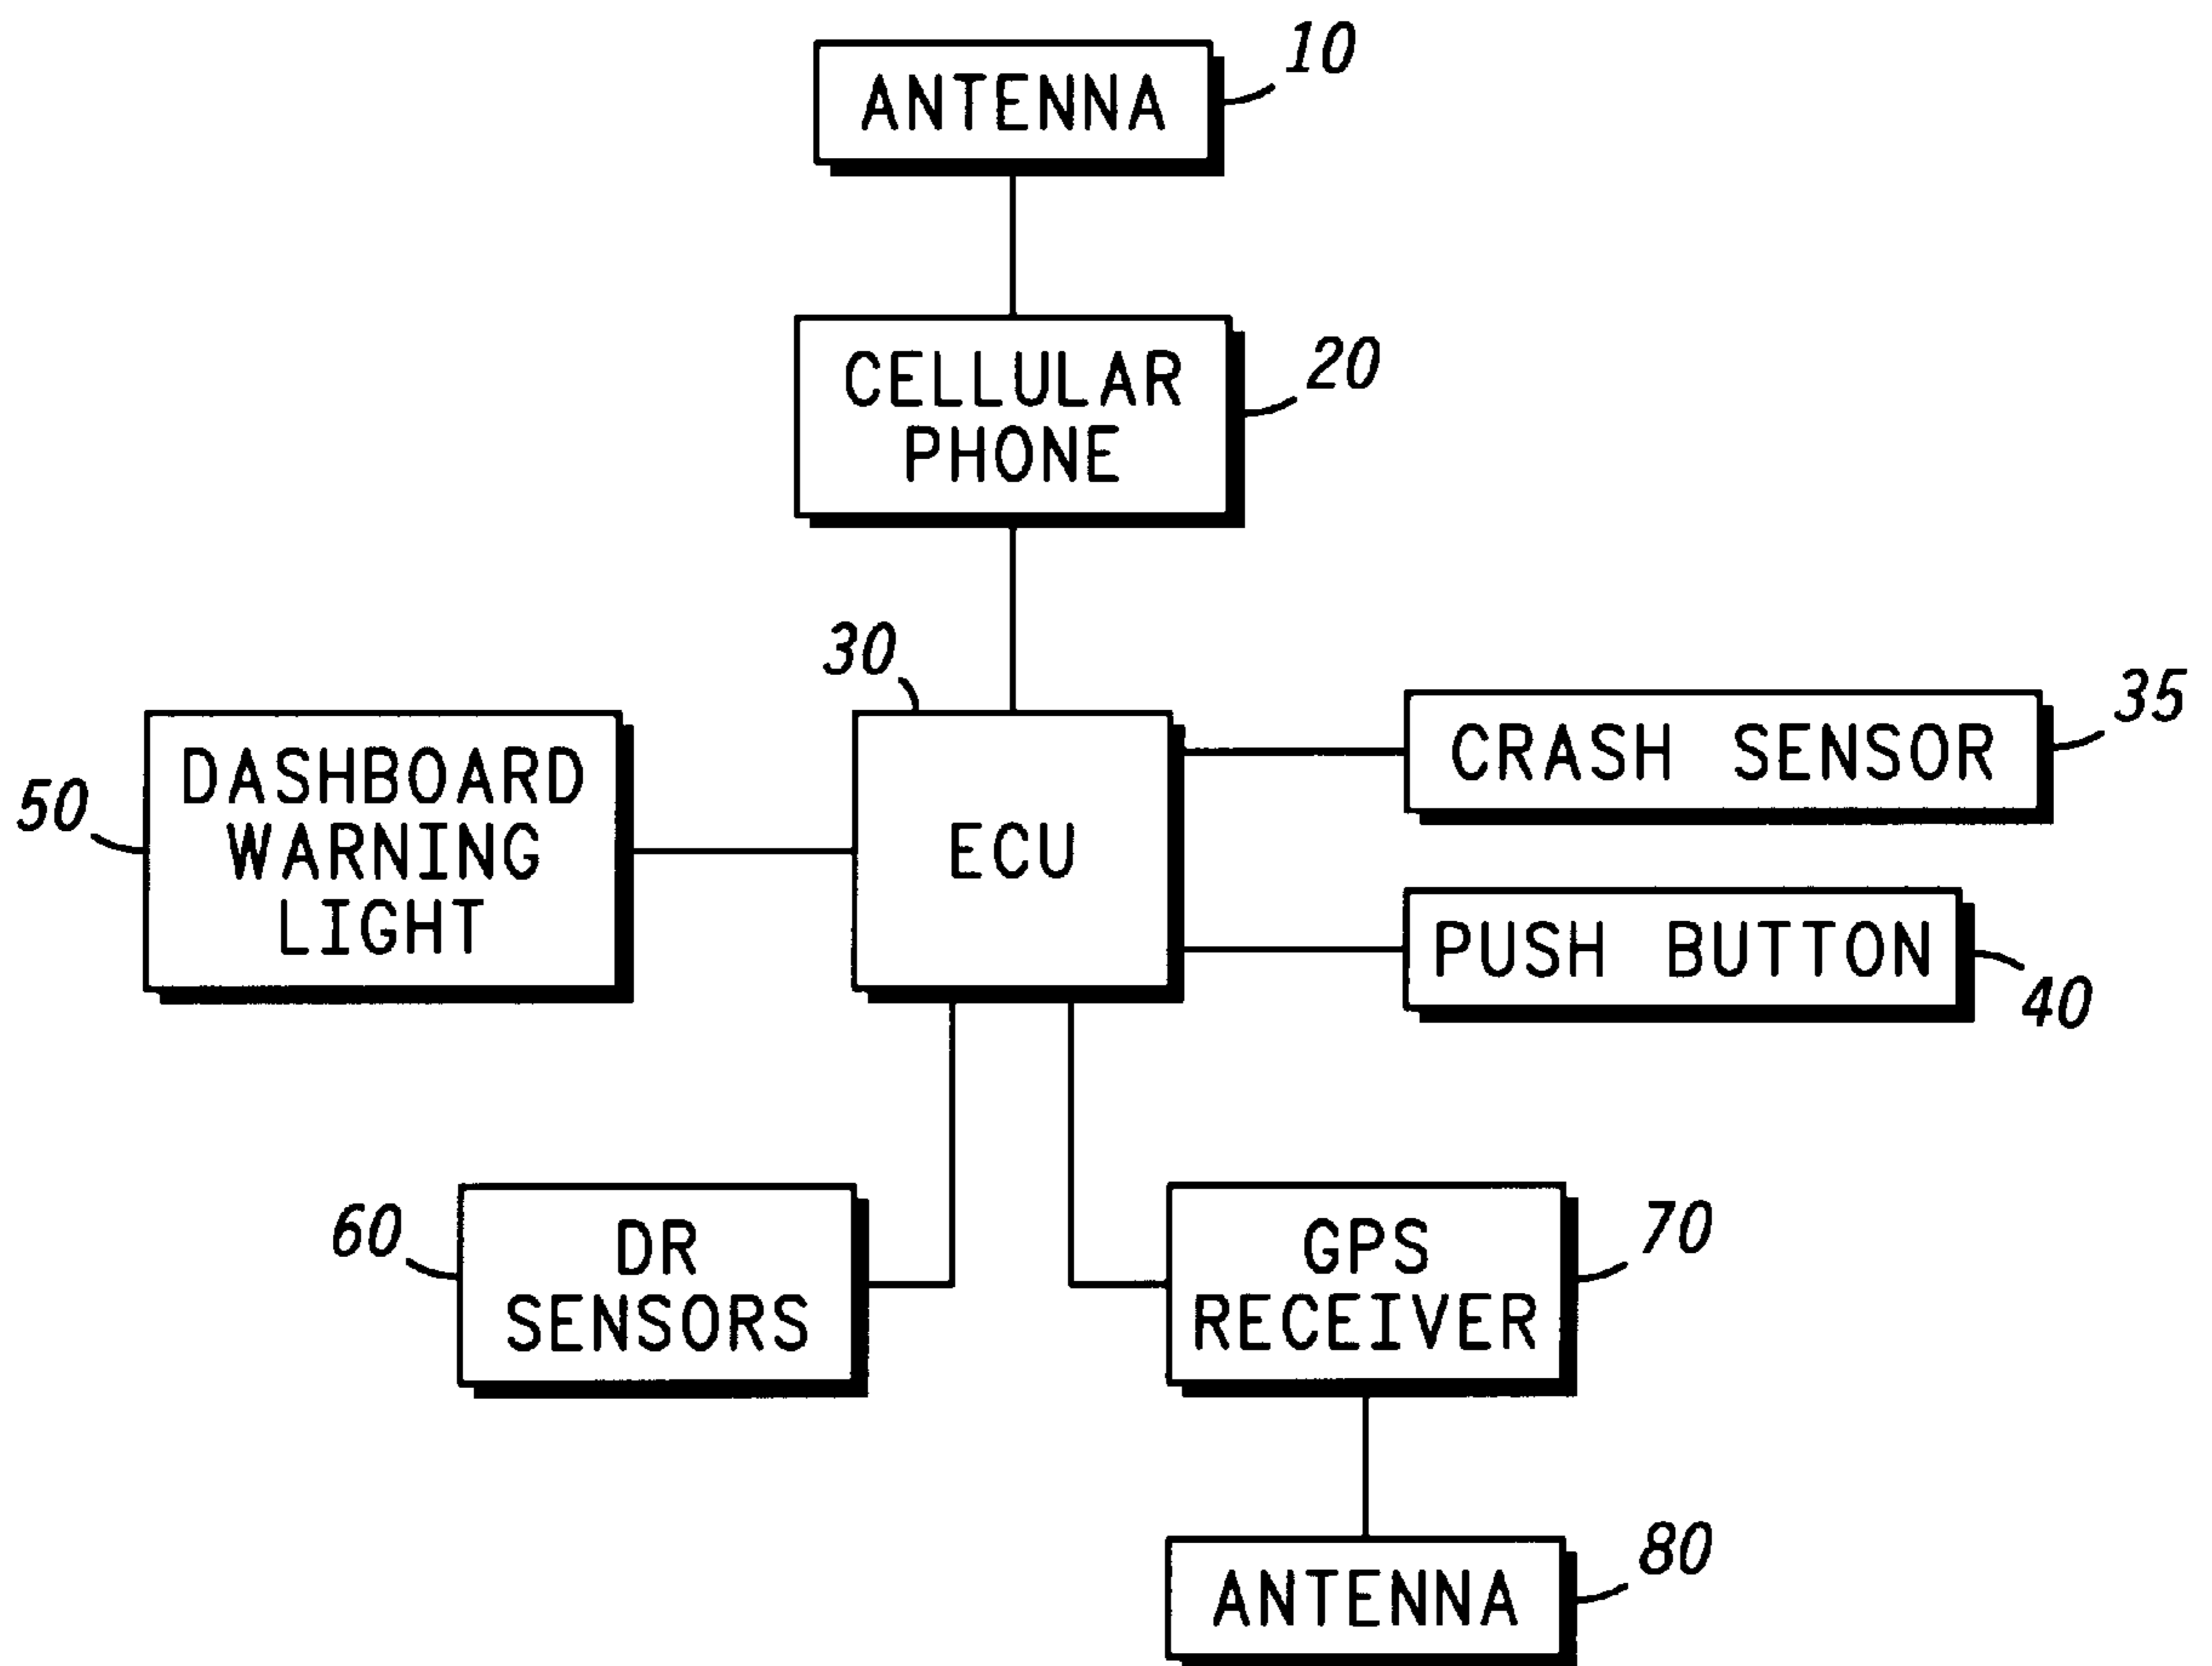 10
ANTENNA
20
CELLULAR
PHONE
30
35
CRASH SENSOR
50
DASHBOARD
WARNING
LIGHT
ECU
PUSH BUTTON
40
60
DR
SENSORS
70
GPS
RECEIVER
80
ANTENNA